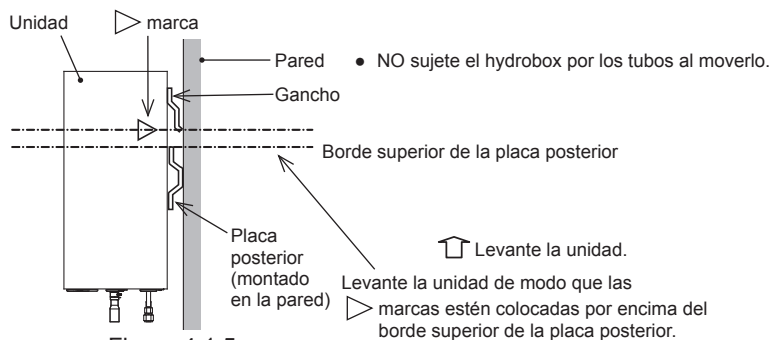 Unidad
▷ marca
Pared
Gancho
● NO sujete el hydrobox por los tubos al moverlo.
Borde superior de la placa posterior
Placa
posterior
(montado
en la pared)
⇧ Levante la unidad.
Levante la unidad de modo que las
▷ marcas estén colocadas por encima del
borde superior de la placa posterior.